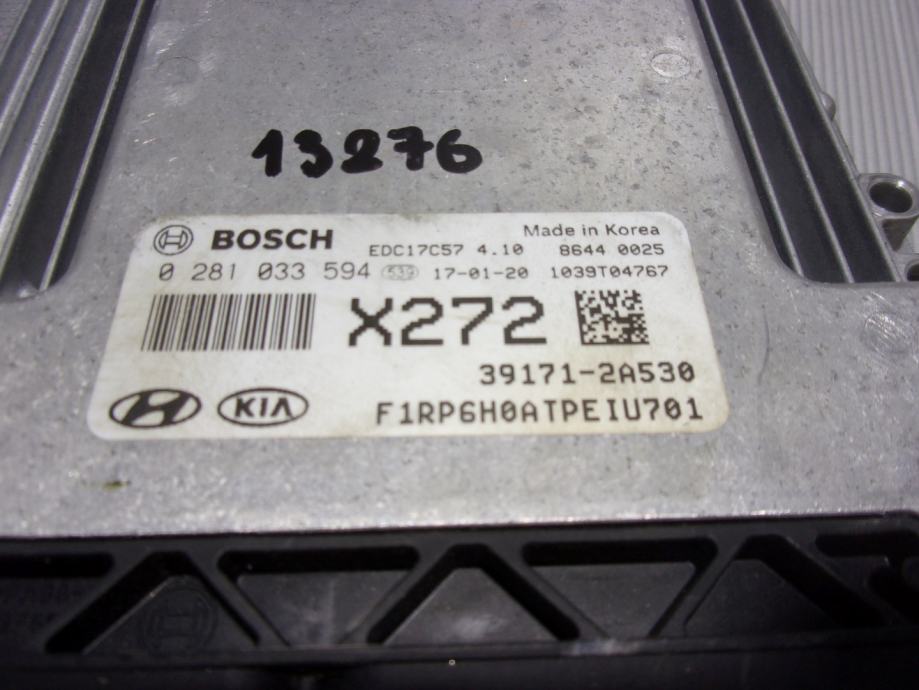 13276
BOSCH
Made in Korea
EDC17C57 4.10 8644 0025
0 281 033 594 539 17-01-20 1039T04767
X272
39171-2A530
KIA
F1RP6H0ATPEIU701